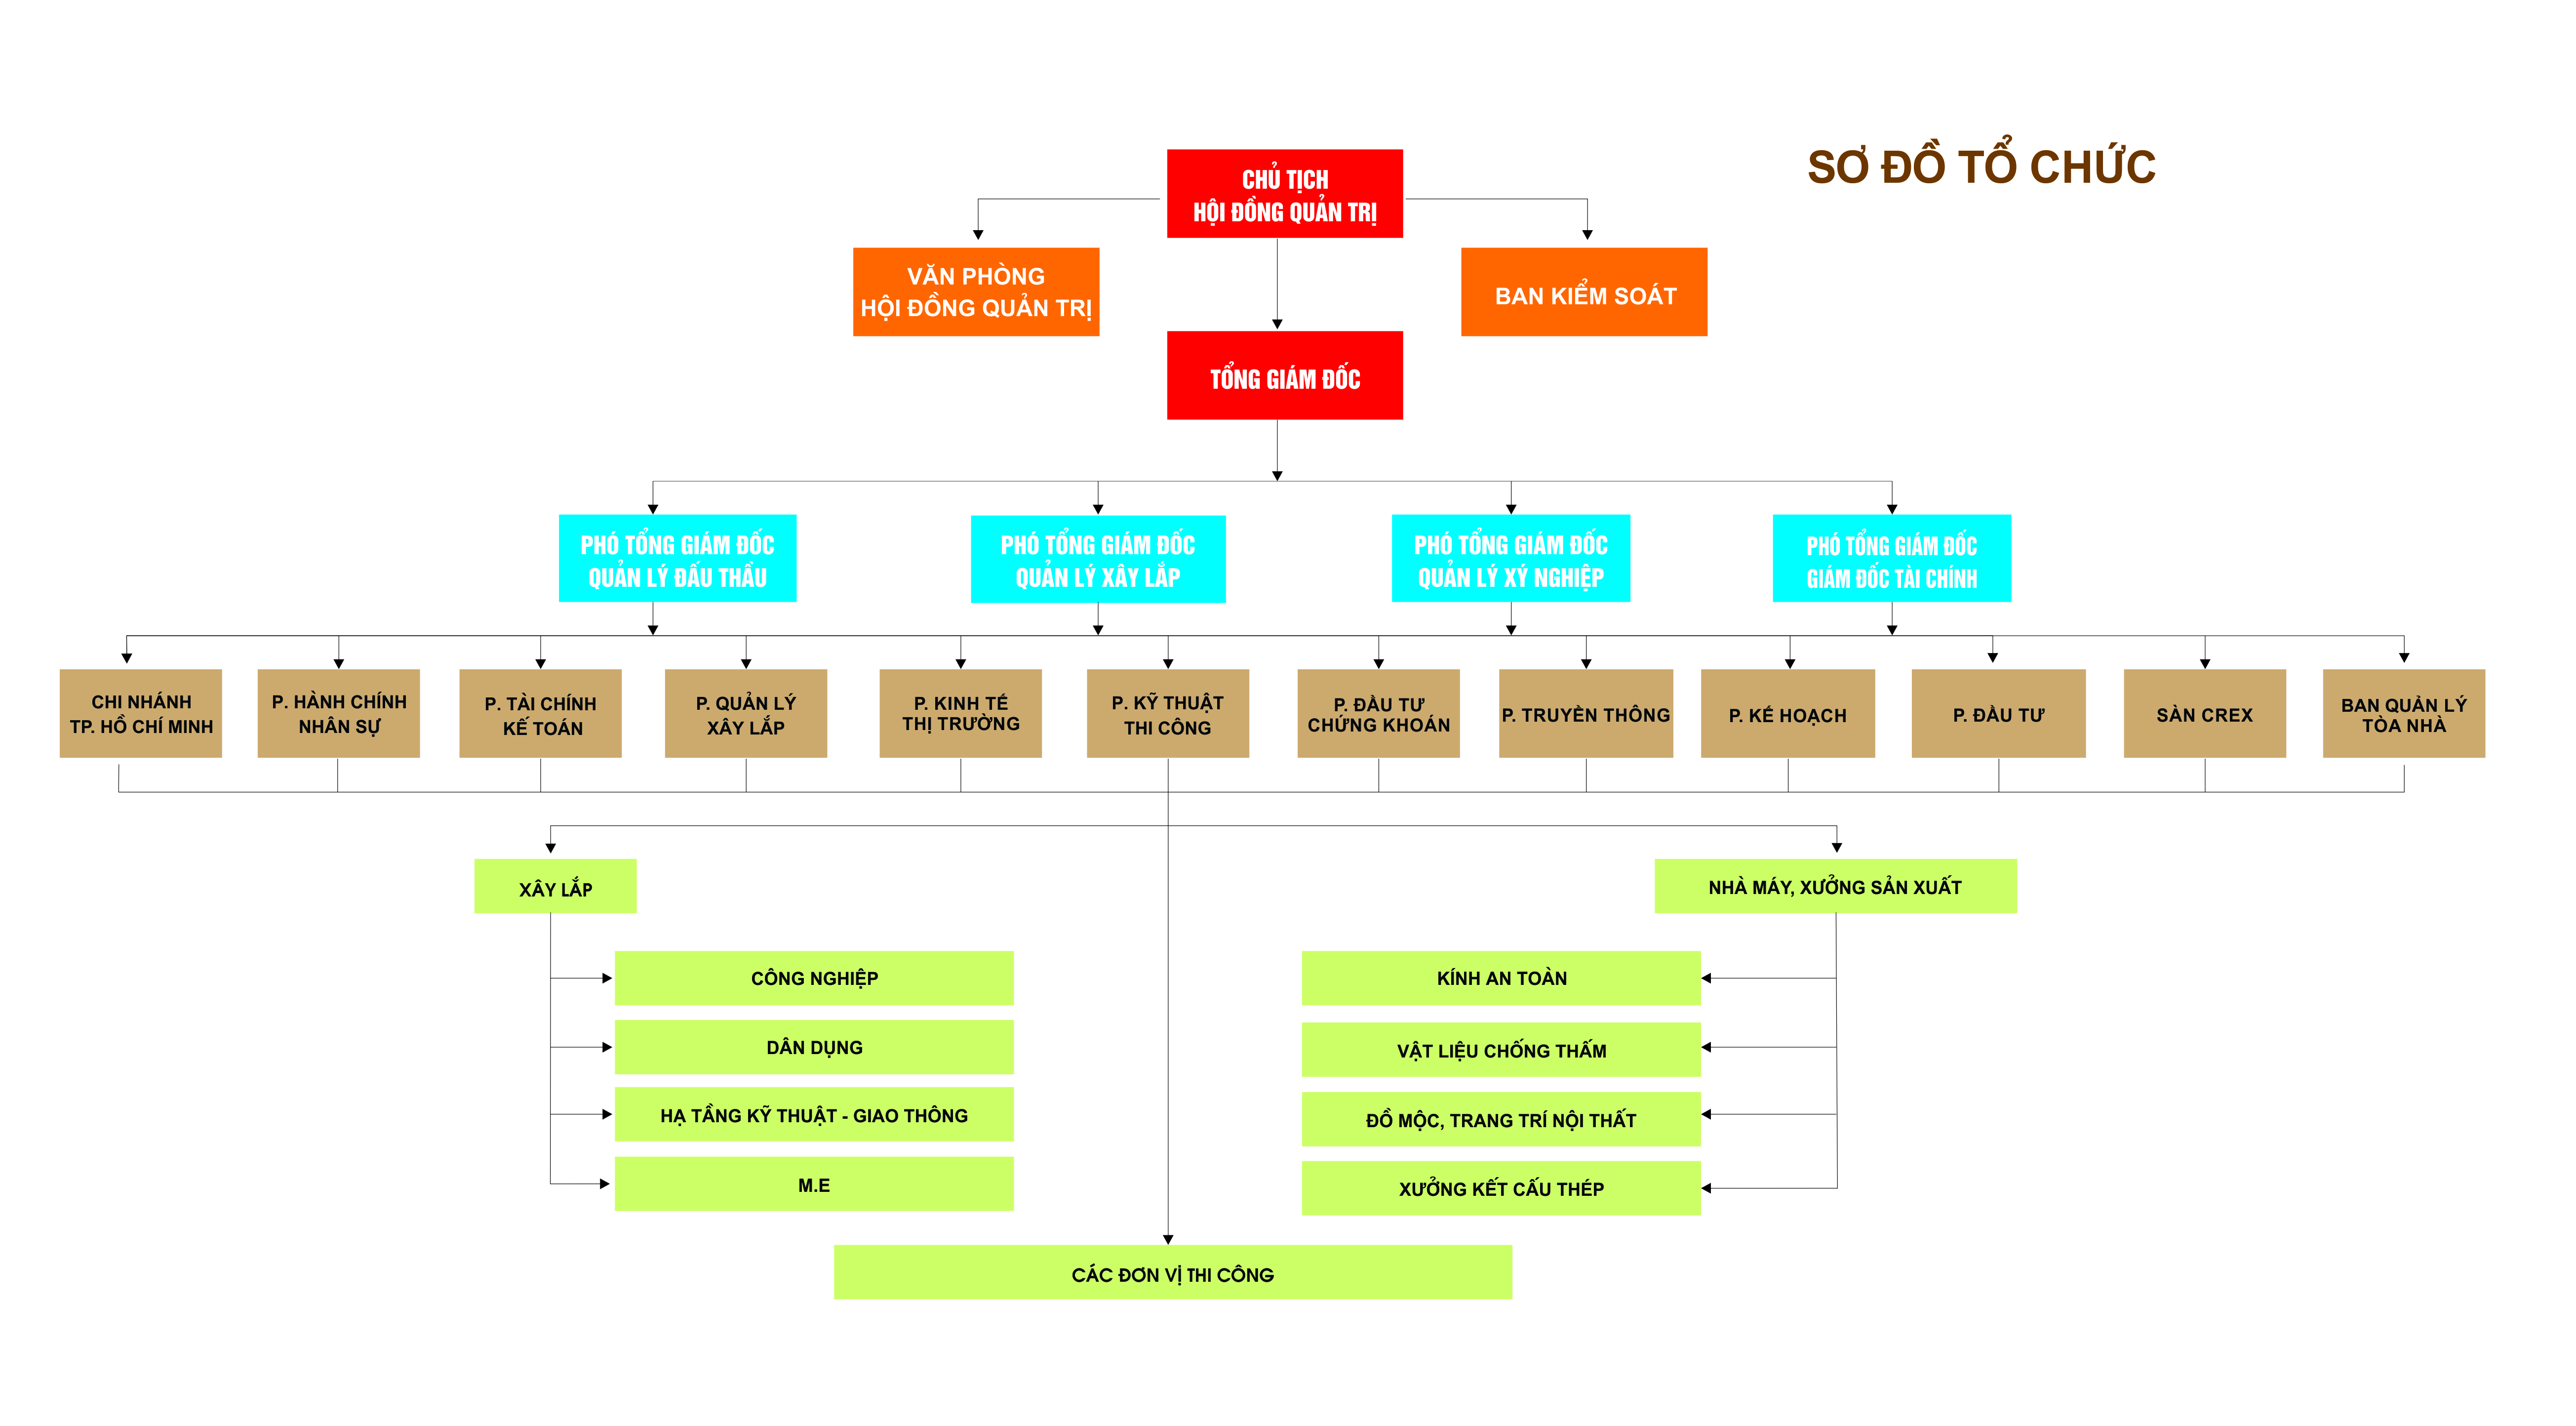 SƠ ĐỒ TỔ CHỨC
CHỦ TỊCH
HỘI ĐỒNG QUẢN TRỊ
VĂN PHÒNG
HỘI ĐỒNG QUẢN TRỊ
BAN KIỂM SOÁT
TỔNG GIÁM ĐỐC
PHÓ TỔNG GIÁM ĐỐC
QUẢN LÝ ĐẤU THẦU
PHÓ TỔNG GIÁM ĐỐC
QUẢN LÝ XÂY LẮP
PHÓ TỔNG GIÁM ĐỐC
QUẢN LÝ XÝ NGHIỆP
PHÓ TỔNG GIÁM ĐỐC
GIÁM ĐỐC TÀI CHÍNH
CHI NHÁNH
TP. HỒ CHÍ MINH
P. HÀNH CHÍNH
NHÂN SỰ
P. TÀI CHÍNH
KẾ TOÁN
P. QUẢN LÝ
XÂY LẮP
P. KINH TẾ
THỊ TRƯỜNG
P. KỸ THUẬT
THI CÔNG
P. ĐẦU TƯ
CHỨNG KHOÁN
P. TRUYỀN THÔNG
P. KẾ HOẠCH
P. ĐẦU TƯ
SÀN CREX
BAN QUẢN LÝ
TÒA NHÀ
XÂY LẮP
CÔNG NGHIỆP
DÂN DỤNG
HẠ TẦNG KỸ THUẬT - GIAO THÔNG
M.E
NHÀ MÁY, XƯỞNG SẢN XUẤT
KÍNH AN TOÀN
VẬT LIỆU CHỐNG THẤM
ĐỒ MỘC, TRANG TRÍ NỘI THẤT
XƯỞNG KẾT CẤU THÉP
CÁC ĐƠN VỊ THI CÔNG